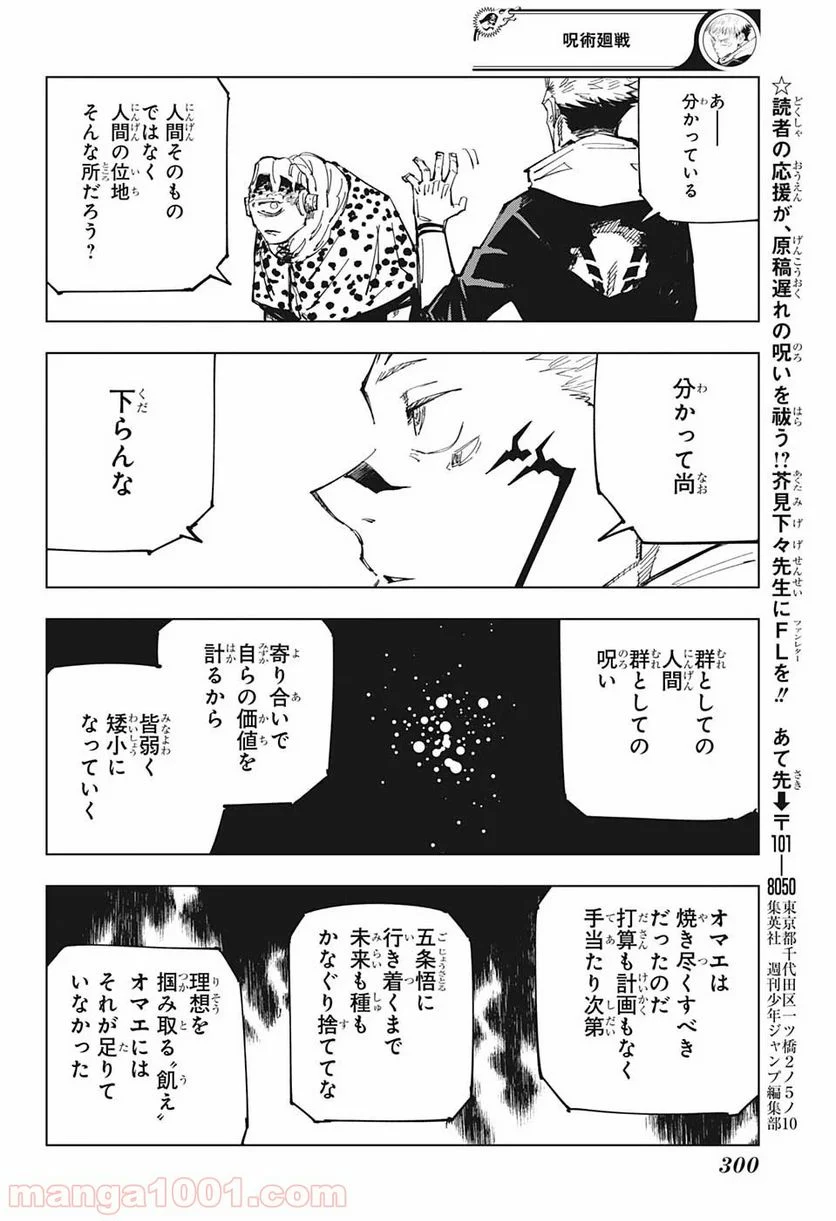 呪術廻戦
☆読者の応援が、原稿遅れの呪いを祓う!?芥見下々先生にFLを!! あて先➡〒101―8050
東京都千代田区一ツ橋2ノ5ノ10
集英社 週刊少年ジャンプ編集部
あ――
分かっている
人間そのもの
ではなく
人間の位地
そんな所だろう?
分かって尚
下らんな
群としての
人間
群としての
呪い
寄り合いで
自らの価値を
計るから
皆弱く
矮小に
なっていく
オマエは
焼き尽くすべき
だったのだ
打算も計画もなく
手当たり次第
五条悟に
行き着くまで
未来も種も
かなぐり捨ててな
理想を
掴み取る〝飢え〟
オマエには
それが足りて
いなかった
300
manga1001.com